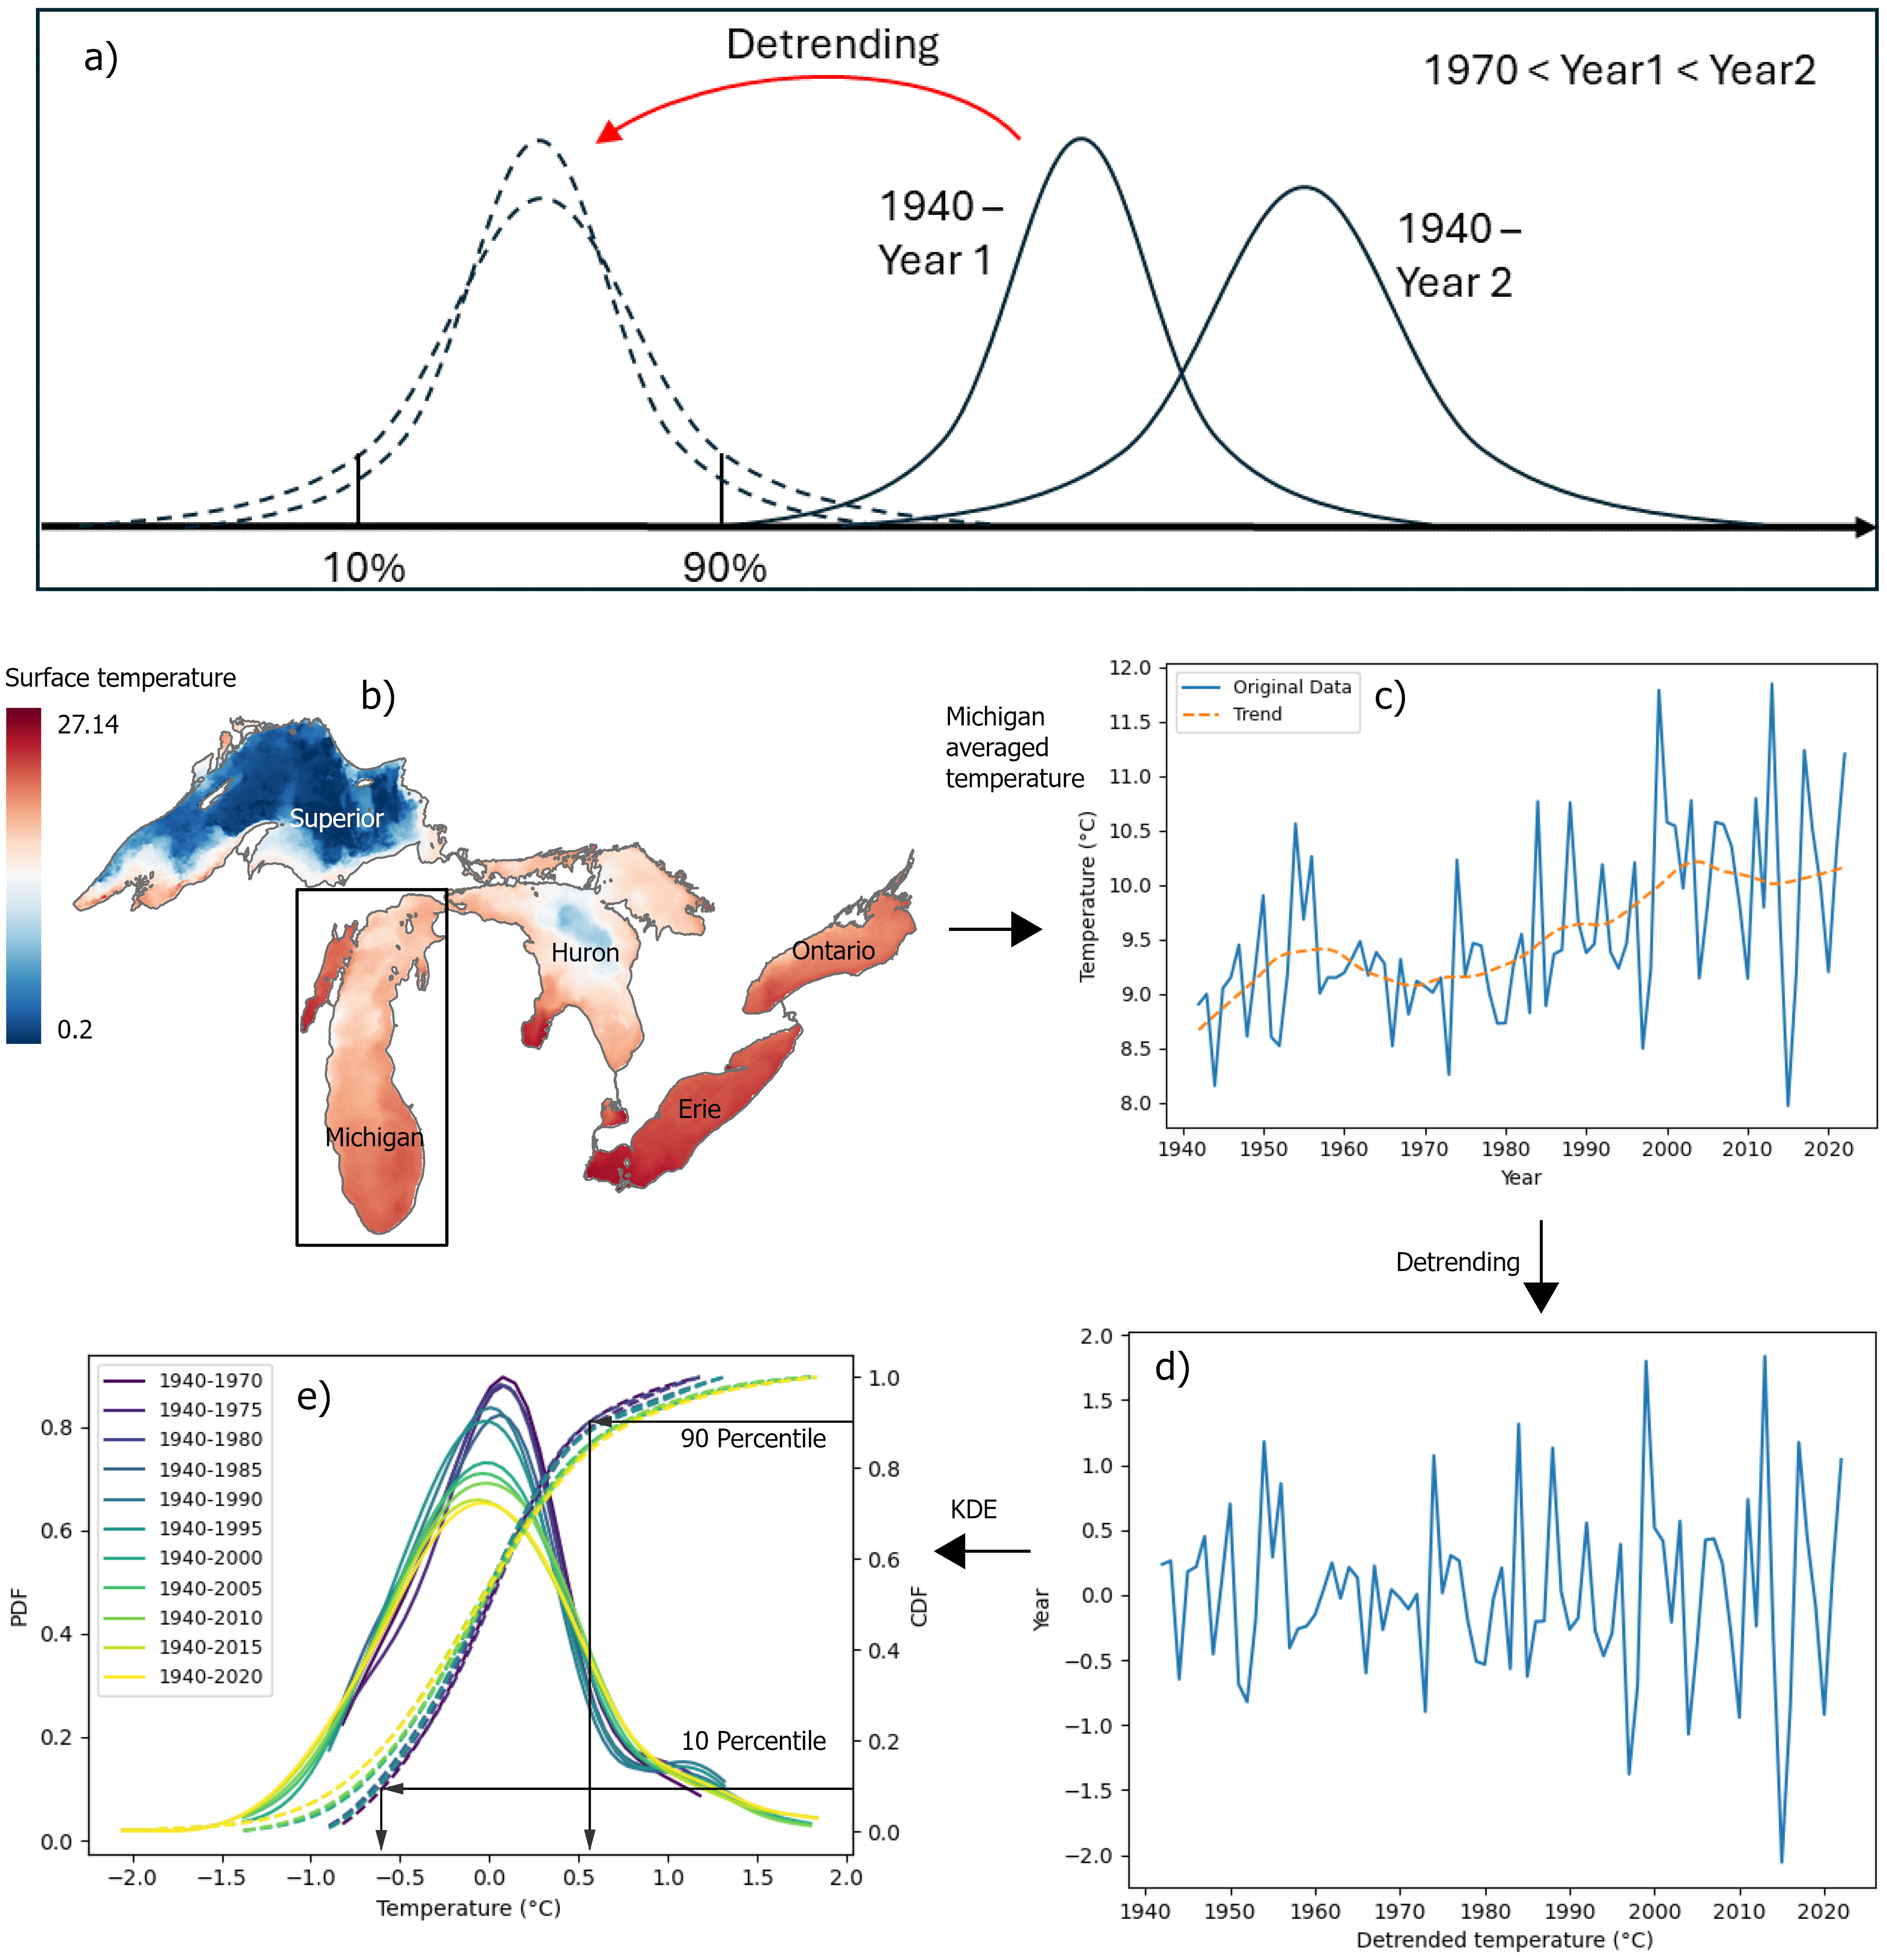 a)
Detrending
1970 < Year1 < Year2
1940 –
Year 1
1940 –
Year 2
10%
90%
Surface temperature
27.14
0.2
b)
Superior
Huron
Ontario
Michigan
Erie
Michigan
averaged
temperature
c)
Original Data
Trend
12.0
11.5
11.0
10.5
10.0
9.5
9.0
8.5
8.0
Temperature (°C)
1940 1950 1960 1970 1980 1990 2000 2010 2020
Year
Detrending
d)
2.0
1.5
1.0
0.5
0.0
−0.5
−1.0
−1.5
−2.0
Year
1940 1950 1960 1970 1980 1990 2000 2010 2020
Detrended temperature (°C)
KDE
e)
1940-1970
1940-1975
1940-1980
1940-1985
1940-1990
1940-1995
1940-2000
1940-2005
1940-2010
1940-2015
1940-2020
90 Percentile
10 Percentile
0.8
0.6
0.4
0.2
0.0
PDF
1.0
0.8
0.6
0.4
0.2
0.0
CDF
−2.0 −1.5 −1.0 −0.5 0.0 0.5 1.0 1.5 2.0
Temperature (°C)